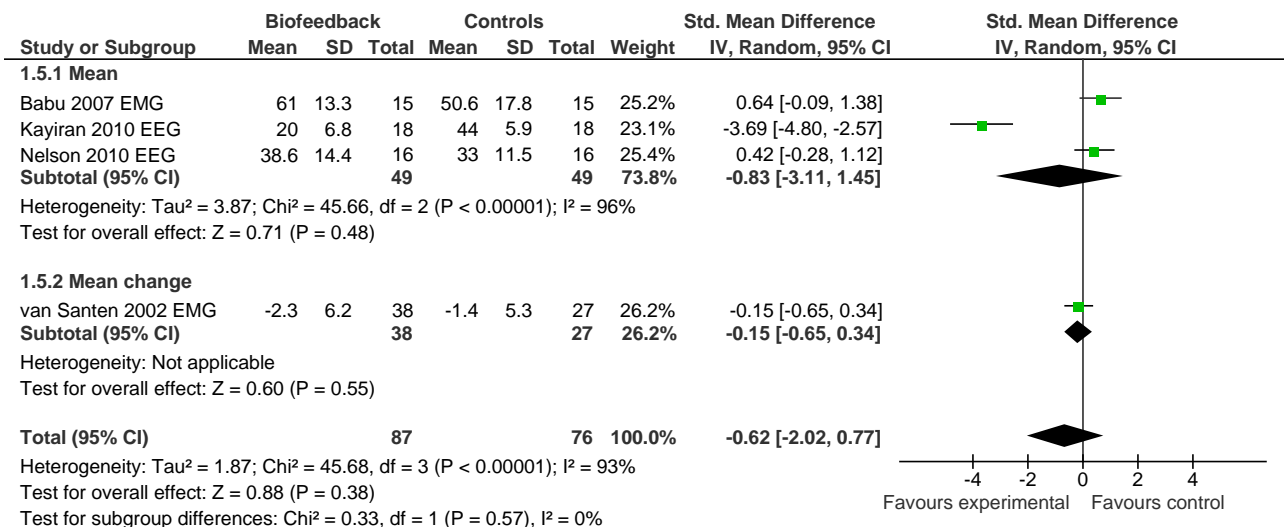 Biofeedback Controls Std. Mean Difference Std. Mean Difference
Study or Subgroup Mean SD Total Mean SD Total Weight IV, Random, 95% CI IV, Random, 95% CI
1.5.1 Mean
Babu 2007 EMG 61 13.3 15 50.6 17.8 15 25.2% 0.64 [-0.09, 1.38]
Kayiran 2010 EEG 20 6.8 18 44 5.9 18 23.1% -3.69 [-4.80, -2.57]
Nelson 2010 EEG 38.6 14.4 16 33 11.5 16 25.4% 0.42 [-0.28, 1.12]
Subtotal (95% CI) 49 49 73.8% -0.83 [-3.11, 1.45]
Heterogeneity: Tau² = 3.87; Chi² = 45.66, df = 2 (P < 0.00001); I² = 96%
Test for overall effect: Z = 0.71 (P = 0.48)
1.5.2 Mean change
van Santen 2002 EMG -2.3 6.2 38 -1.4 5.3 27 26.2% -0.15 [-0.65, 0.34]
Subtotal (95% CI) 38 27 26.2% -0.15 [-0.65, 0.34]
Heterogeneity: Not applicable
Test for overall effect: Z = 0.60 (P = 0.55)
Total (95% CI) 87 76 100.0% -0.62 [-2.02, 0.77]
Heterogeneity: Tau² = 1.87; Chi² = 45.68, df = 3 (P < 0.00001); I² = 93%
Test for overall effect: Z = 0.88 (P = 0.38)
Test for subgroup differences: Chi² = 0.33, df = 1 (P = 0.57), I² = 0%
-4 -2 0 2 4
Favours experimental Favours control